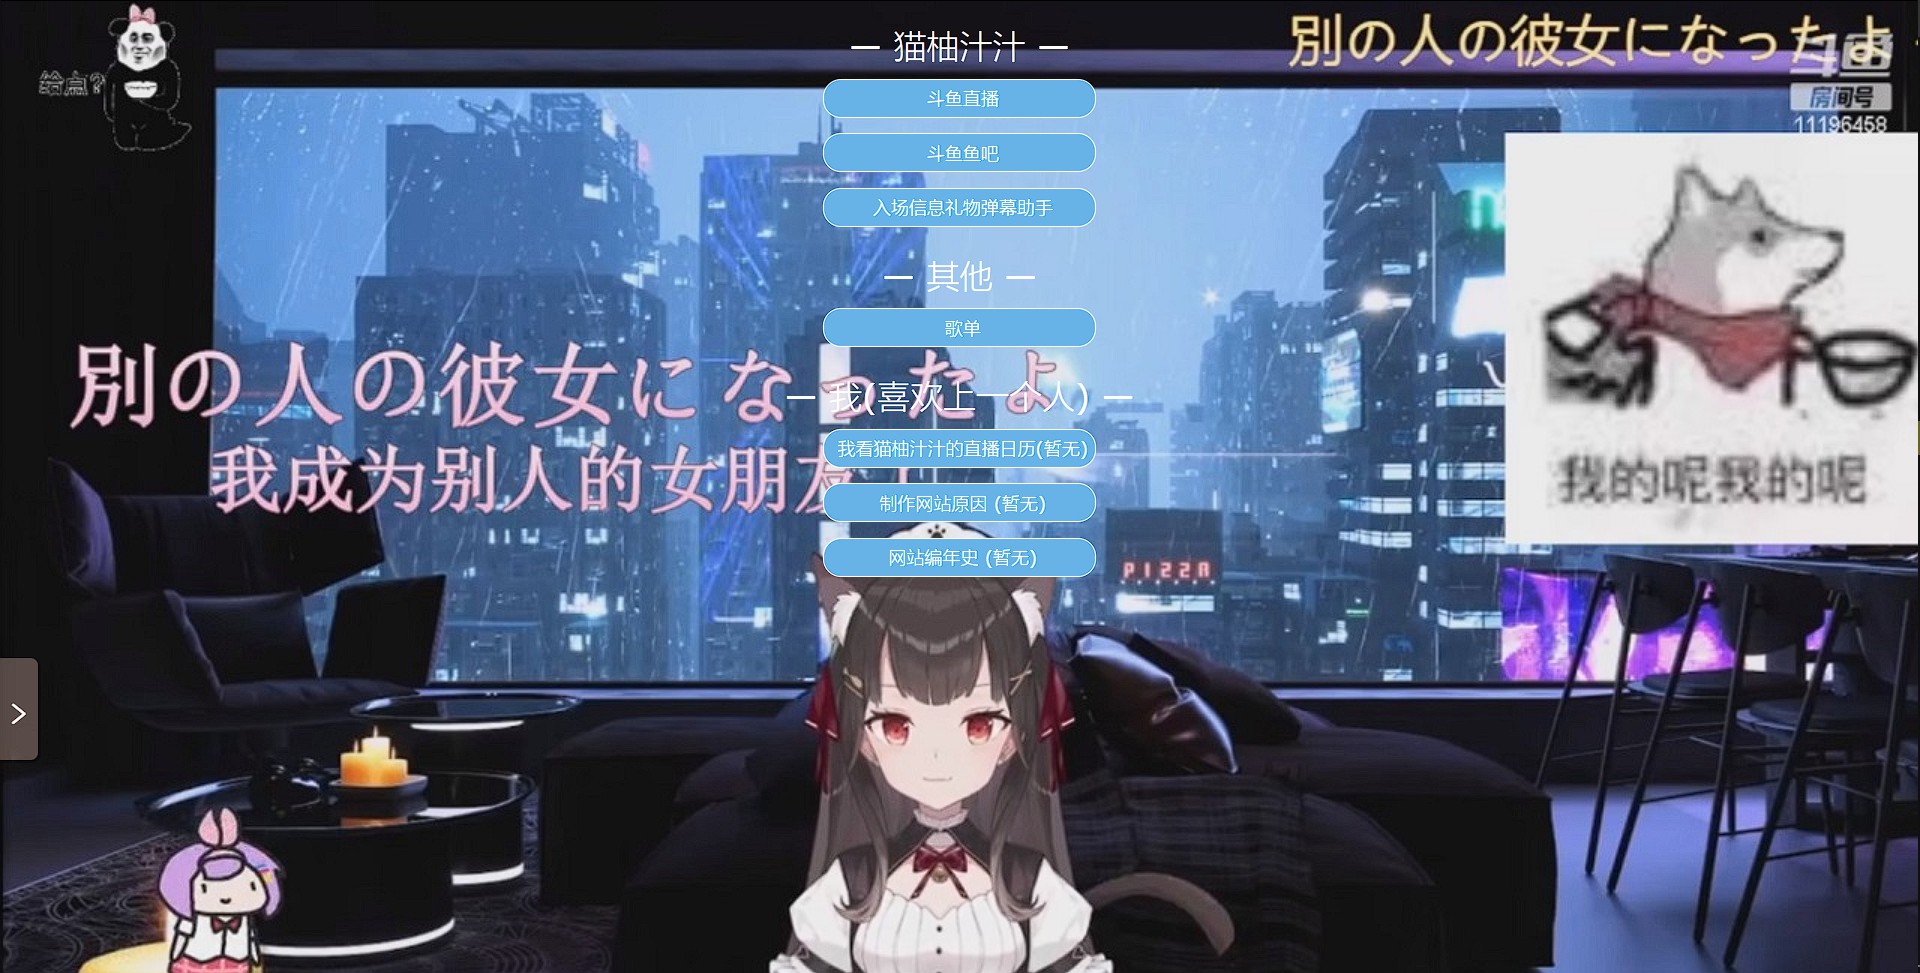 给点?
— 猫柚汁汁 —
別の人の彼女になったよ
房间号
11196458
斗鱼直播
斗鱼鱼吧
入场信息礼物弹幕助手
— 其他 —
歌单
別の人の彼女になったよ
— 我(喜欢上一个人) —
我看猫柚汁汁的直播日历(暂无)
我成为别人的女朋友
制作网站原因 (暂无)
网站编年史 (暂无)
我的呢我的呢
PIZZA